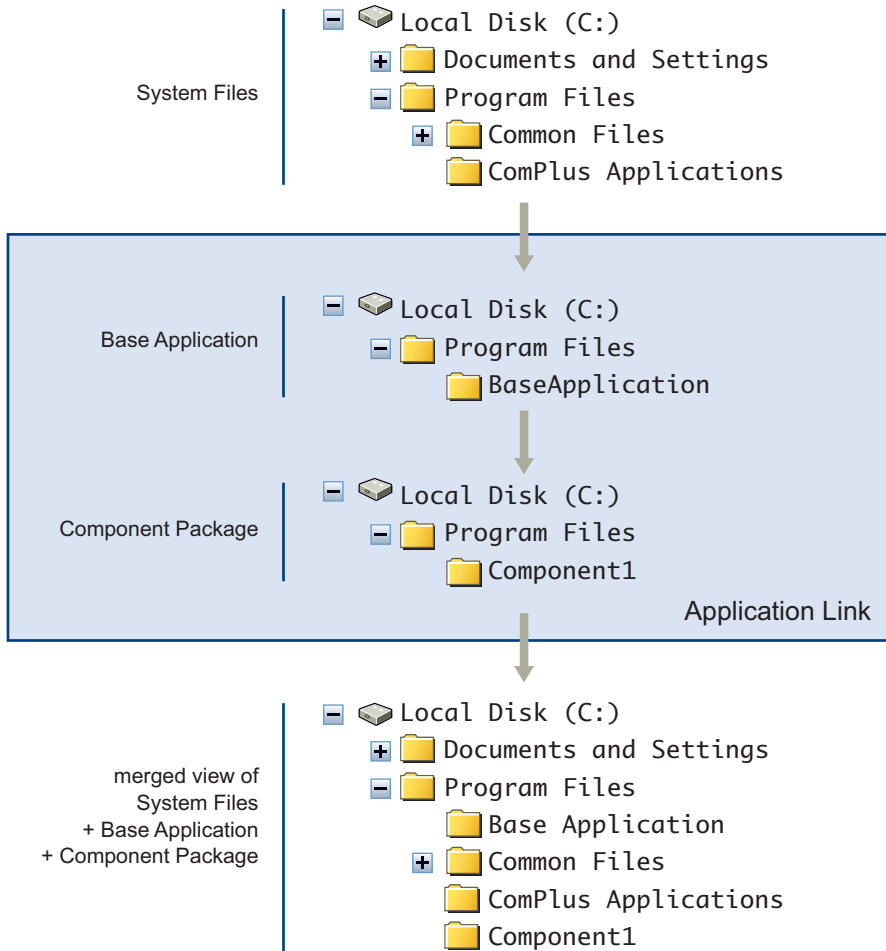 Local Disk (C:)
Documents and Settings
System Files
Program Files
Common Files
ComPlus Applications
Local Disk (C:)
Base Application
Program Files
BaseApplication
Local Disk (C:)
Component Package
Program Files
Component1
Application Link
Local Disk (C:)
Documents and Settings
merged view of
System Files
+ Base Application
+ Component Package
Program Files
Base Application
Common Files
ComPlus Applications
Component1